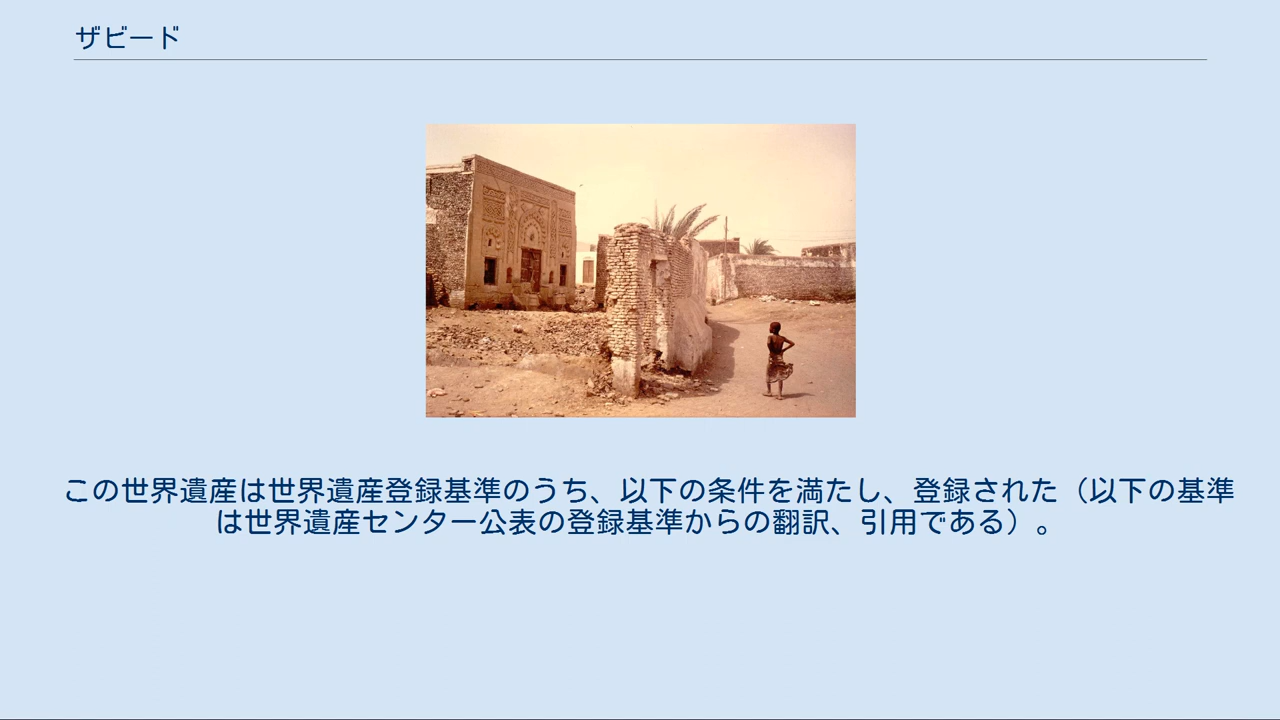 ザビード
この世界遺産は世界遺産登録基準のうち、以下の条件を満たし、登録された（以下の基準
は世界遺産センター公表の登録基準からの翻訳、引用である）。